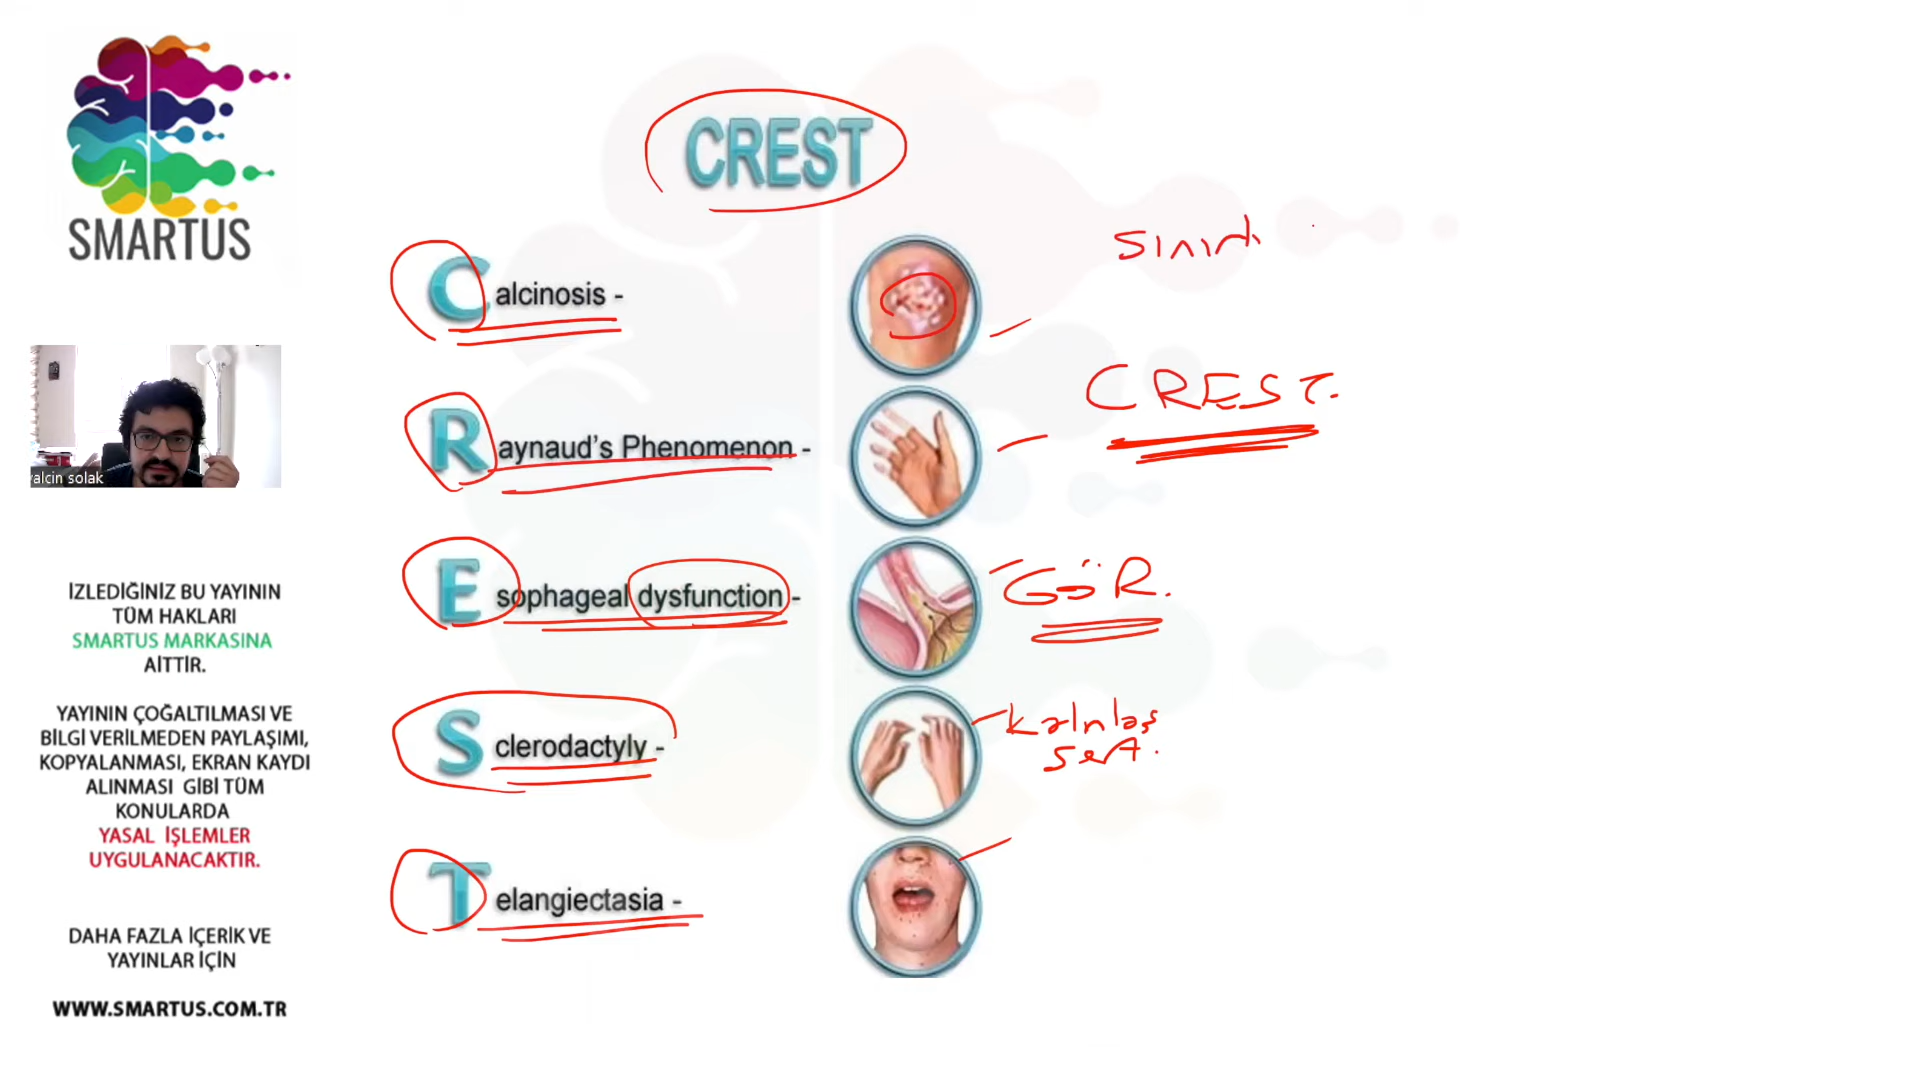 SMARTUS
CREST
sınırlı
Calcinosis -
CREST.
Raynaud's Phenomenon -
Esophageal dysfunction -
GÖR.
Sclerodactyly -
kalınlaş
sert.
Telangiectasia -
yalcin solak
İZLEDİĞİNİZ BU YAYININ
TÜM HAKLARI
SMARTUS MARKASINA
AİTTİR.
YAYININ ÇOĞALTILMASI VE
BİLGİ VERİLMEDEN PAYLAŞIMI,
KOPYALANMASI, EKRAN KAYDI
ALINMASI GİBİ TÜM
KONULARDA
YASAL İŞLEMLER
UYGULANACAKTIR.
DAHA FAZLA İÇERİK VE
YAYINLAR İÇİN
WWW.SMARTUS.COM.TR